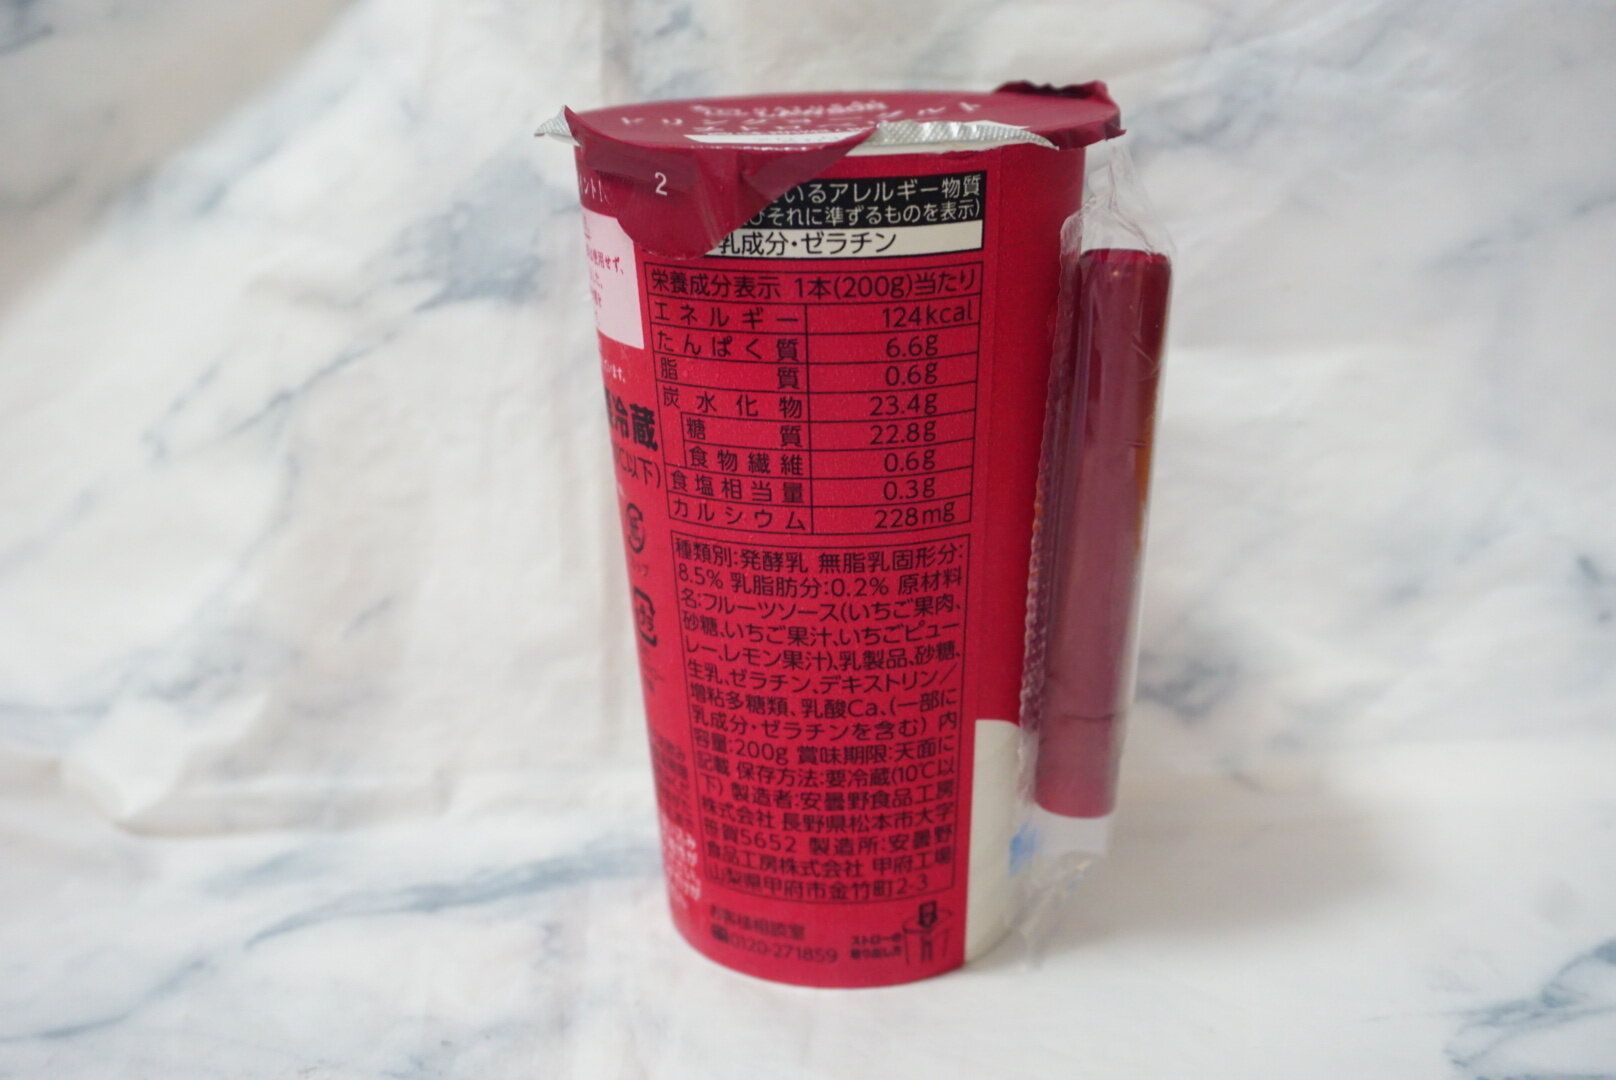 2
いるアレルギー物質
それに準ずるものを表示)
乳成分・ゼラチン
栄養成分表示 1本(200g)当たり
エネルギー 124kcal
たんぱく質 6.6g
脂質 0.6g
炭水化物 23.4g
糖質 22.8g
食物繊維 0.6g
食塩相当量 0.3g
カルシウム 228mg
種類別:発酵乳 無脂乳固形分:
8.5% 乳脂肪分:0.2% 原材料
名:フルーツソース(いちご果肉、
砂糖、いちご果汁、いちごピュー
レー、レモン果汁)、乳製品、砂糖、
生乳、ゼラチン、デキストリン/
増粘多糖類、乳酸Ca、(一部に
乳成分・ゼラチンを含む) 内
容量:200g 賞味期限:天面に
記載 保存方法:要冷蔵(10℃以
下) 製造者:安曇野食品工房
株式会社 長野県松本市大字
笹賀5652 製造所:安曇野
食品工房株式会社 甲府工場
山梨県甲府市金竹町2-3
お客様相談室
0120-271859
ストローの
取り出し方
冷蔵
℃以下)